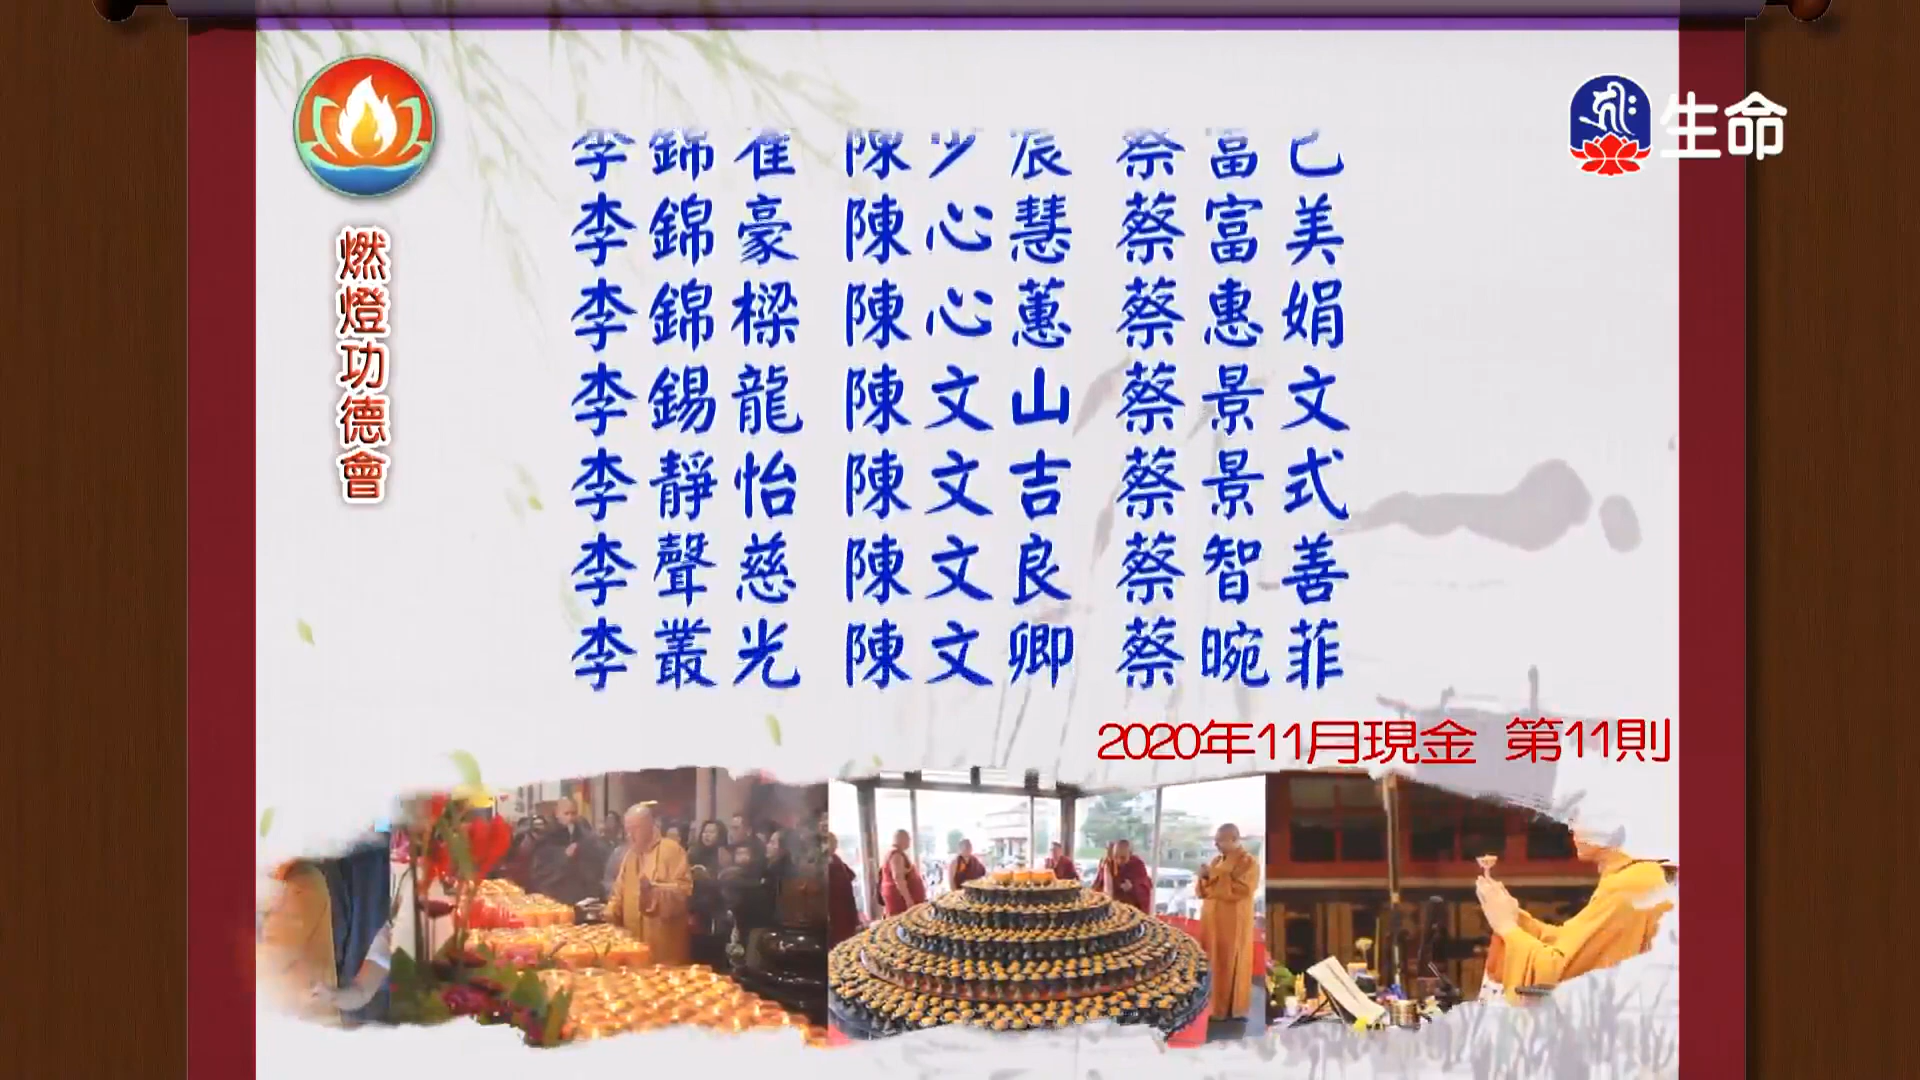 生命
燃燈功德會
李錦豪 陳心慧 蔡富美
李錦樑 陳心蕙 蔡惠娟
李錫龍 陳文山 蔡景文
李靜怡 陳文吉 蔡景式
李聲慈 陳文良 蔡智善
李叢光 陳文卿 蔡晼菲
2020年11月現金 第11則